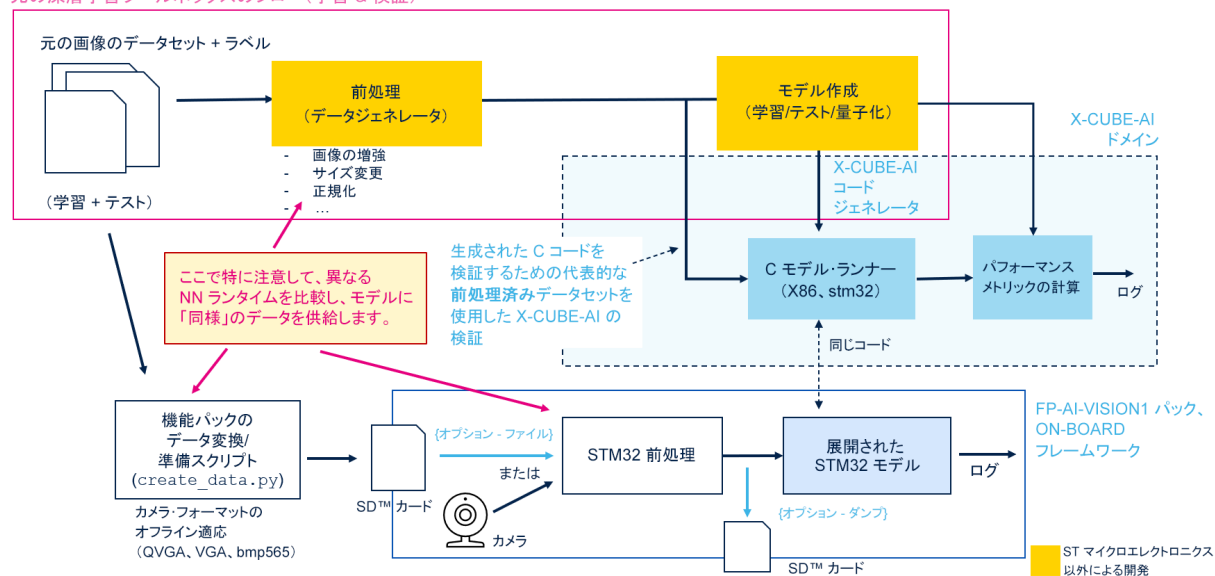 元の画像のデータセット + ラベル
前処理
（データジェネレータ）
モデル作成
（学習/テスト/量子化）
X-CUBE-AI
ドメイン
- 画像の増強
- サイズ変更
- 正規化
- …
（学習 + テスト）
X-CUBE-AI
コード
ジェネレータ
生成された C コードを
検証するための代表的な
前処理済みデータセットを
使用した X-CUBE-AI の
検証
C モデル・ランナー
（X86、stm32）
パフォーマンス
メトリックの計算
ログ
ここで特に注意して、異なる
NN ランタイムを比較し、モデルに
「同様」のデータを供給します。
同じコード
機能パックの
データ変換/
準備スクリプト
(create_data.py)
カメラ・フォーマットの
オフライン適応
（QVGA、VGA、bmp565）
SD™ カード
{オプション - ファイル}
または
カメラ
STM32 前処理
展開された
STM32 モデル
ログ
{オプション - ダンプ}
SD™ カード
FP-AI-VISION1 パック、
ON-BOARD
フレームワーク
ST マイクロエレクトロニクス
以外による開発